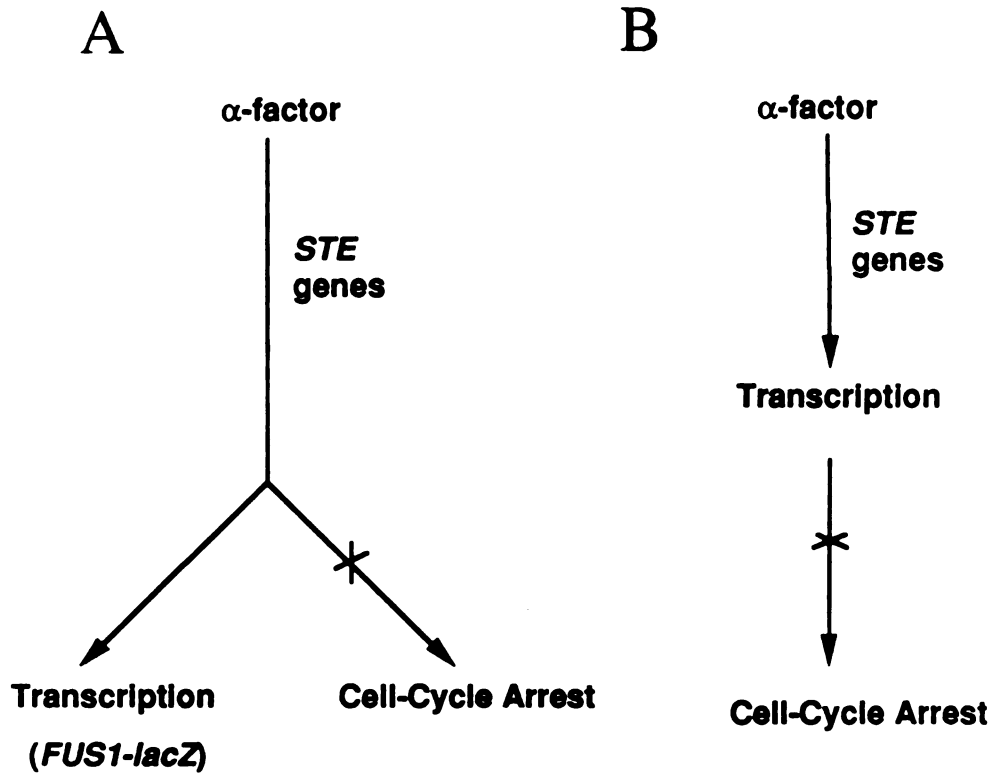 A
α-factor
STE
genes
Transcription
(FUS1-lacZ)
Cell-Cycle Arrest
B
α-factor
STE
genes
Transcription
Cell-Cycle Arrest